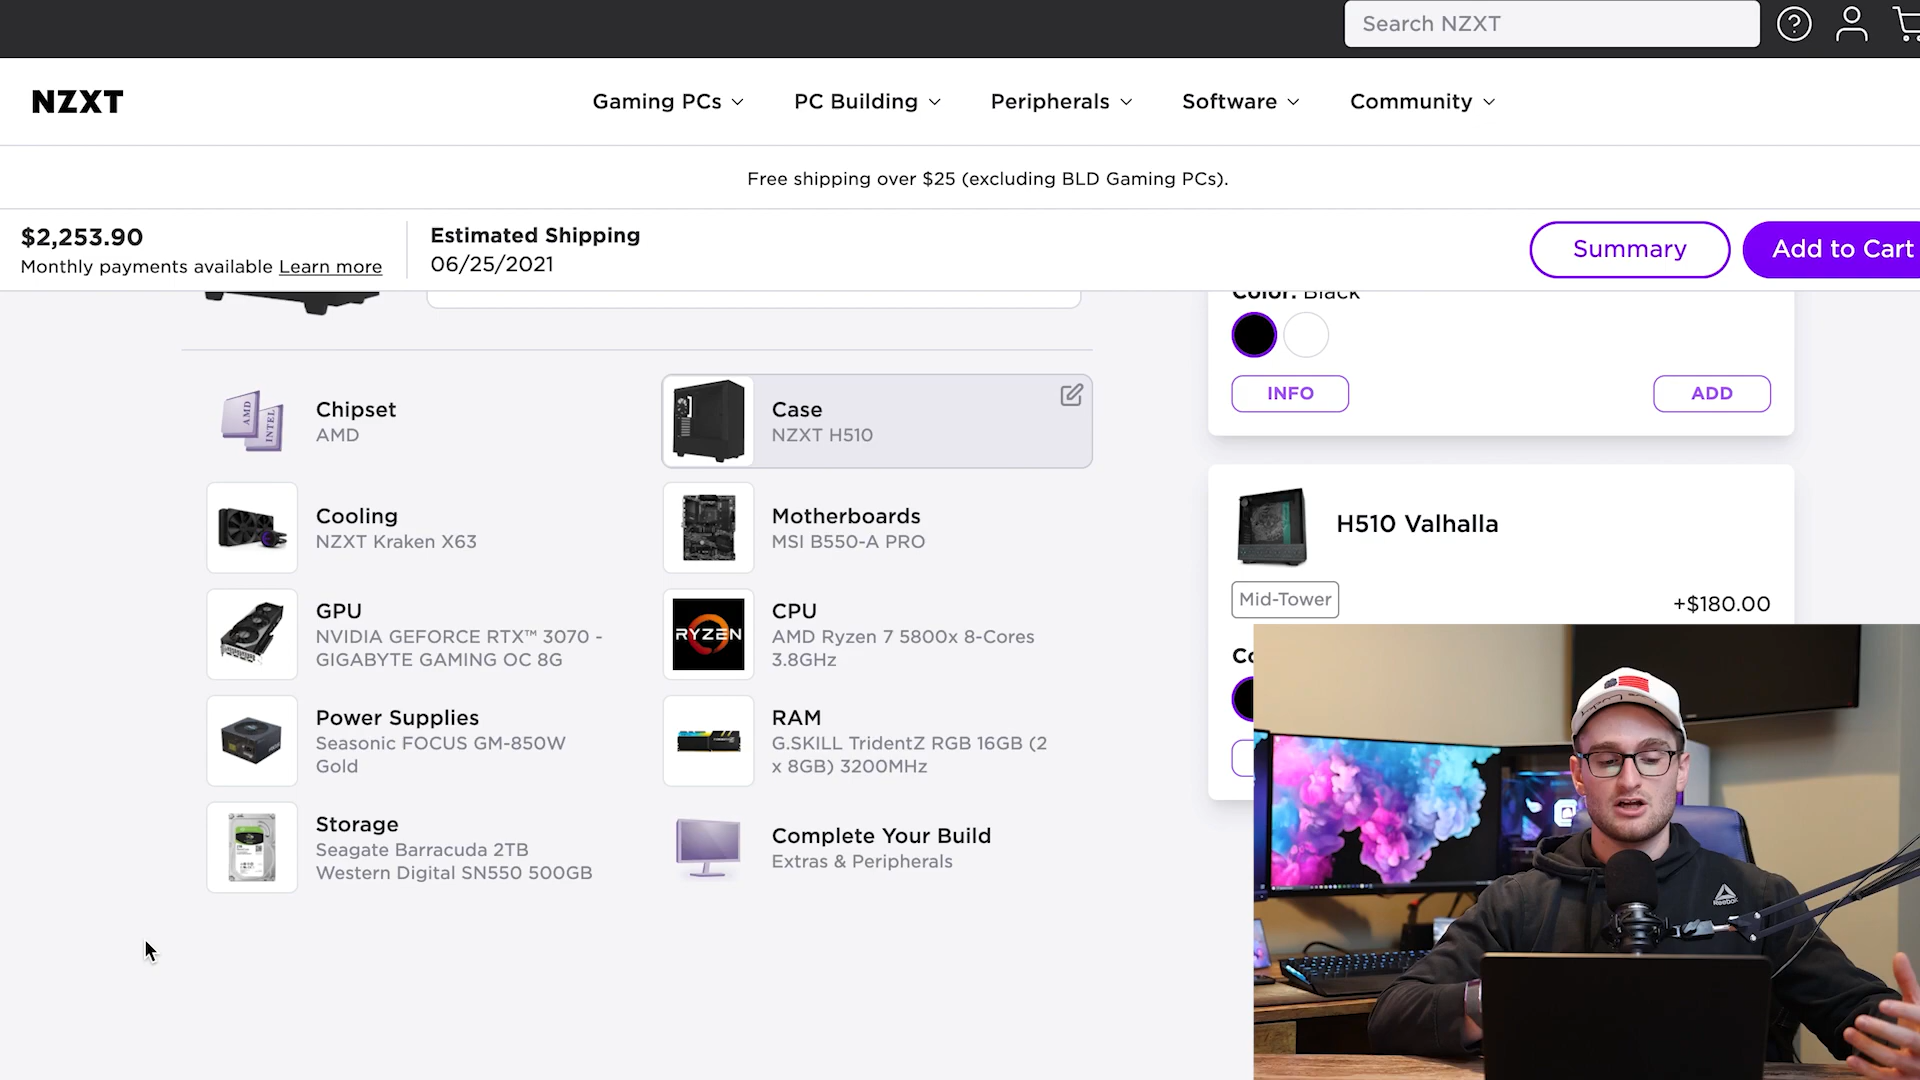 Search NZXT
NZXT
Gaming PCs
PC Building
Peripherals
Software
Community
Free shipping over $25 (excluding BLD Gaming PCs).
$2,253.90
Monthly payments available Learn more
Estimated Shipping
06/25/2021
Summary
Add to Cart
Color: Black
INFO
ADD
Chipset
AMD
AMD
INTEL
Case
NZXT H510
Cooling
NZXT Kraken X63
Motherboards
MSI B550-A PRO
GPU
NVIDIA GEFORCE RTX™ 3070 -
GIGABYTE GAMING OC 8G
RYZEN
CPU
AMD Ryzen 7 5800x 8-Cores
3.8GHz
Power Supplies
Seasonic FOCUS GM-850W
Gold
RAM
G.SKILL TridentZ RGB 16GB (2
x 8GB) 3200MHz
Storage
Seagate Barracuda 2TB
Western Digital SN550 500GB
Complete Your Build
Extras & Peripherals
H510 Valhalla
Mid-Tower
+$180.00
Co
Reebok